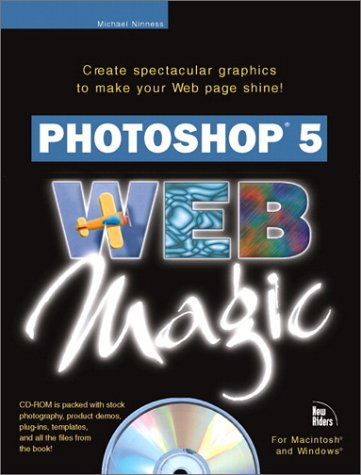 Michael Ninness
Create spectacular graphics
to make your Web page shine!
PHOTOSHOP® 5
WEB
Magic
CD-ROM is packed with stock
photography, product demos,
plug-ins, templates,
and all the files from
the book!
New
Riders
For Macintosh®
and Windows®